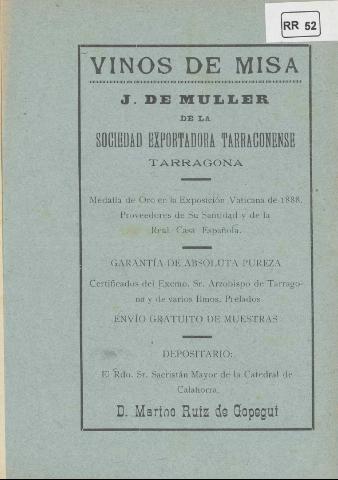 RR 52
VINOS DE MISA
J. DE MULLER
DE LA
SOCIEDAD EXPORTADORA TARRACONENSE
TARRAGONA
Medalla de Oro en la Exposición Vaticana de 1888.
Proveedores de Su Santidad y de la
Real Casa Española.
GARANTÍA DE ABSOLUTA PUREZA
Certificados del Excmo. Sr. Arzobispo de Tarrago-
na y de varios Ilmos. Prelados
ENVÍO GRATUITO DE MUESTRAS
DEPOSITARIO:
El Rdo. Sr. Sacristán Mayor de la Catedral de
Calahorra.
D. Marino Ruiz de Gopegui